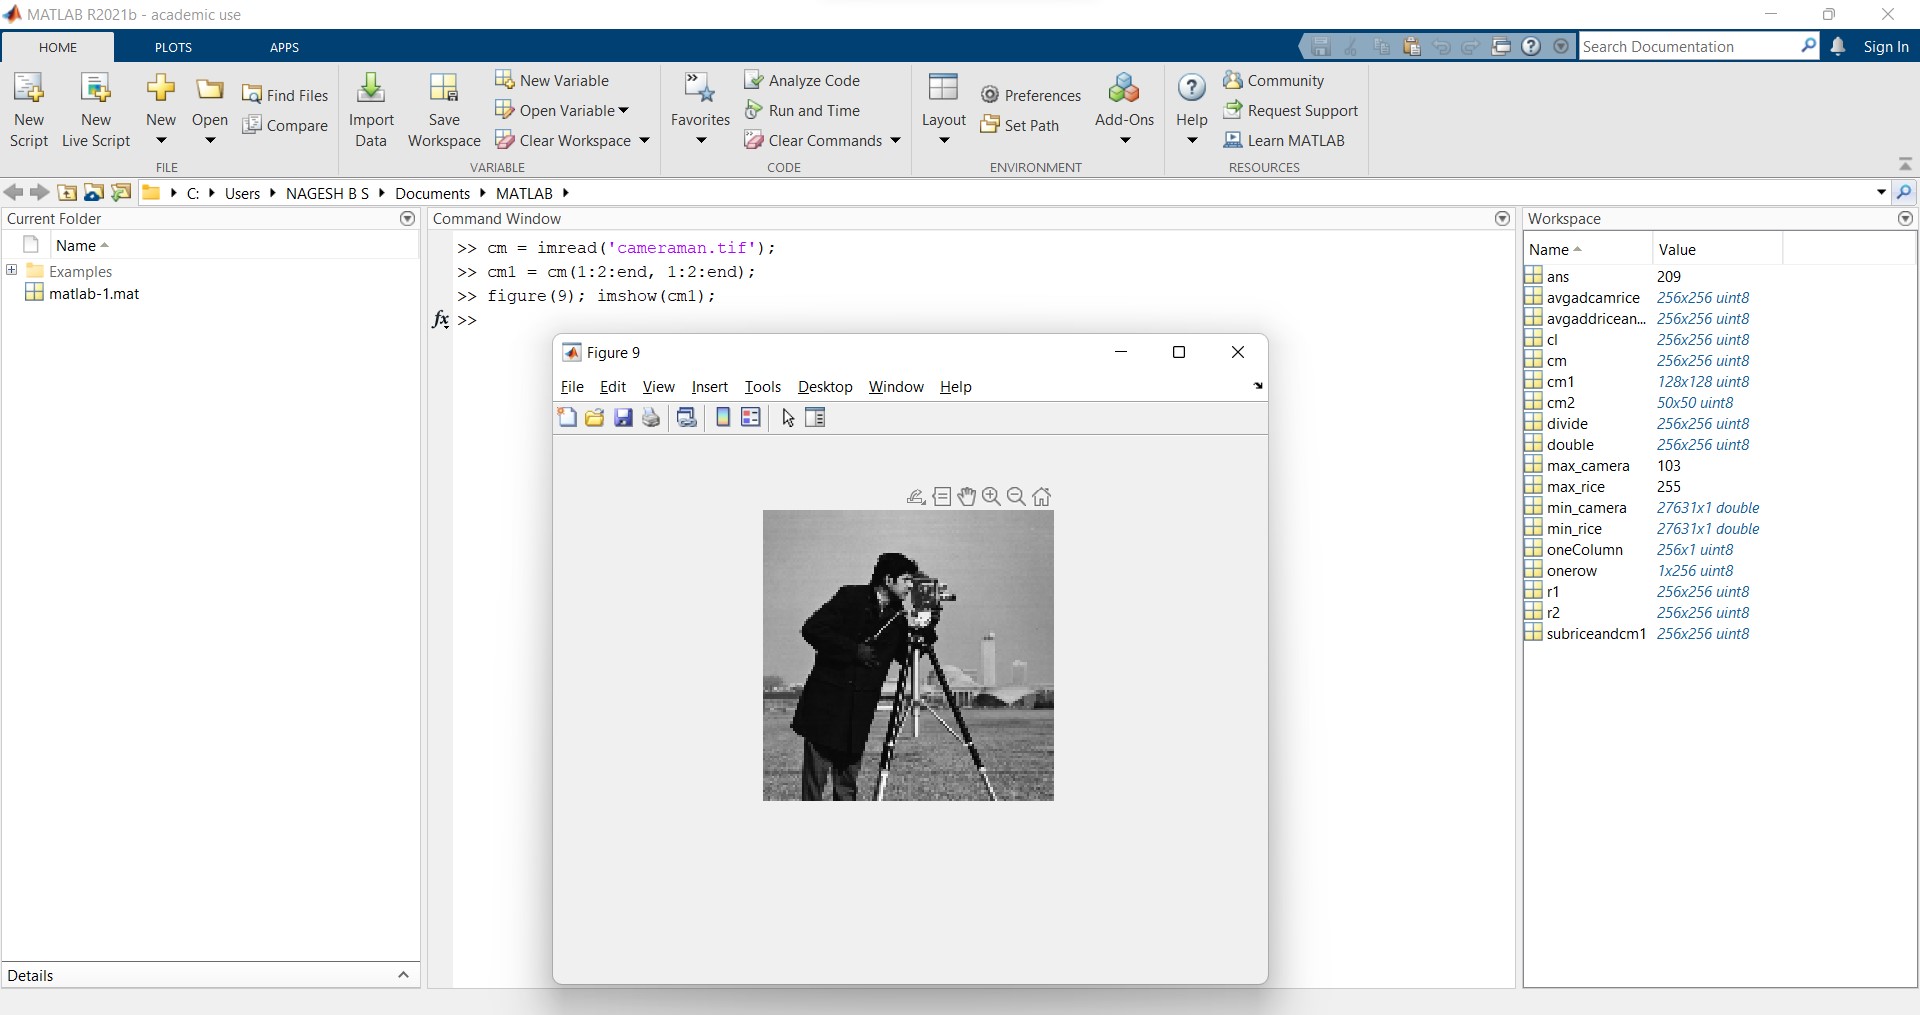 MATLAB R2021b - academic use
HOME PLOTS APPS
Search Documentation
Sign In
New Script
New Live Script
New
Open
Find Files
Compare
FILE
Import Data
Save Workspace
New Variable
Open Variable
Clear Workspace
VARIABLE
Favorites
Analyze Code
Run and Time
Clear Commands
CODE
Layout
Preferences
Set Path
Add-Ons
ENVIRONMENT
Help
Community
Request Support
Learn MATLAB
RESOURCES
C: Users NAGESH B S Documents MATLAB
Current Folder
Name
Examples
matlab-1.mat
Details
Command Window
>> cm = imread('cameraman.tif');
>> cm1 = cm(1:2:end, 1:2:end);
>> figure(9); imshow(cm1);
fx >>
Figure 9
File Edit View Insert Tools Desktop Window Help
Workspace
Name Value
ans 209
avgadcamrice 256x256 uint8
avgaddricean... 256x256 uint8
cl 256x256 uint8
cm 256x256 uint8
cm1 128x128 uint8
cm2 50x50 uint8
divide 256x256 uint8
double 256x256 uint8
max_camera 103
max_rice 255
min_camera 27631x1 double
min_rice 27631x1 double
oneColumn 256x1 uint8
onerow 1x256 uint8
r1 256x256 uint8
r2 256x256 uint8
subriceandcm1 256x256 uint8